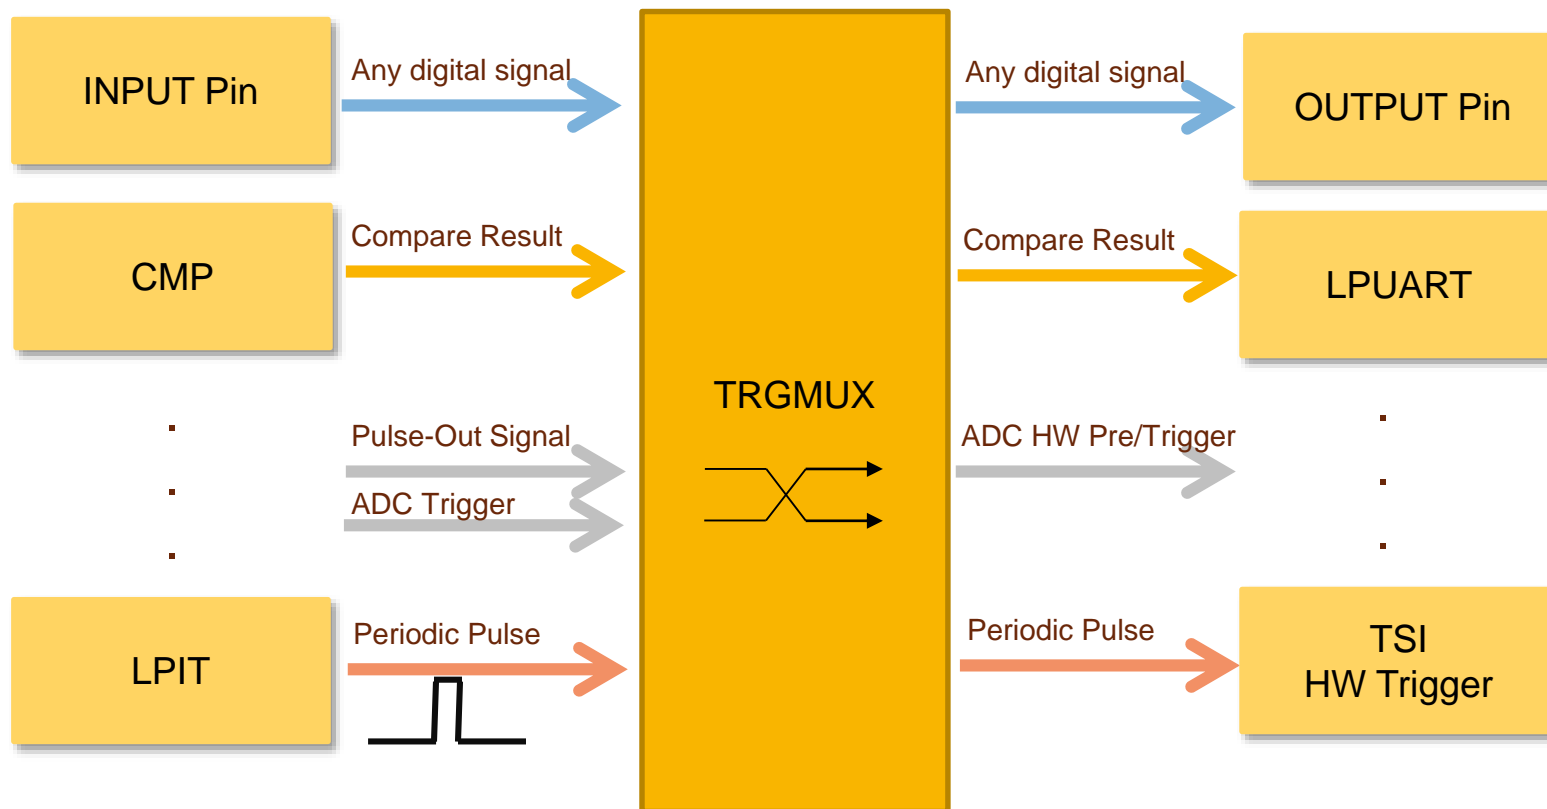 INPUT Pin
Any digital signal
CMP
Compare Result
Pulse-Out Signal
ADC Trigger
LPIT
Periodic Pulse
TRGMUX
Any digital signal
OUTPUT Pin
Compare Result
LPUART
ADC HW Pre/Trigger
Periodic Pulse
TSI
HW Trigger